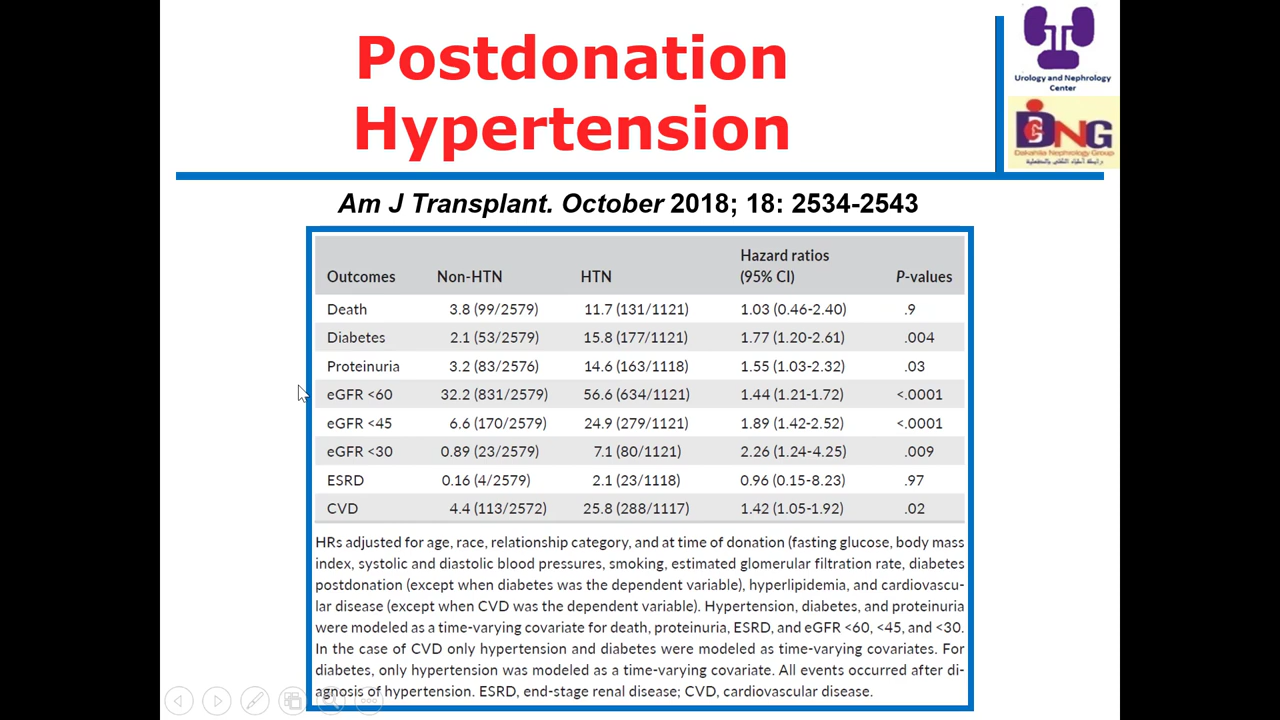 Postdonation
Hypertension
Urology and Nephrology
Center
DNG
Dakahlia Nephrology Group
Am J Transplant. October 2018; 18: 2534-2543
Outcomes Non-HTN HTN Hazard ratios (95% CI) P-values
Death 3.8 (99/2579) 11.7 (131/1121) 1.03 (0.46-2.40) .9
Diabetes 2.1 (53/2579) 15.8 (177/1121) 1.77 (1.20-2.61) .004
Proteinuria 3.2 (83/2576) 14.6 (163/1118) 1.55 (1.03-2.32) .03
eGFR <60 32.2 (831/2579) 56.6 (634/1121) 1.44 (1.21-1.72) <.0001
eGFR <45 6.6 (170/2579) 24.9 (279/1121) 1.89 (1.42-2.52) <.0001
eGFR <30 0.89 (23/2579) 7.1 (80/1121) 2.26 (1.24-4.25) .009
ESRD 0.16 (4/2579) 2.1 (23/1118) 0.96 (0.15-8.23) .97
CVD 4.4 (113/2572) 25.8 (288/1117) 1.42 (1.05-1.92) .02
HRs adjusted for age, race, relationship category, and at time of donation (fasting glucose, body mass
index, systolic and diastolic blood pressures, smoking, estimated glomerular filtration rate, diabetes
postdonation (except when diabetes was the dependent variable), hyperlipidemia, and cardiovascu-
lar disease (except when CVD was the dependent variable). Hypertension, diabetes, and proteinuria
were modeled as a time-varying covariate for death, proteinuria, ESRD, and eGFR <60, <45, and <30.
In the case of CVD only hypertension and diabetes were modeled as time-varying covariates. For
diabetes, only hypertension was modeled as a time-varying covariate. All events occurred after di-
agnosis of hypertension. ESRD, end-stage renal disease; CVD, cardiovascular disease.